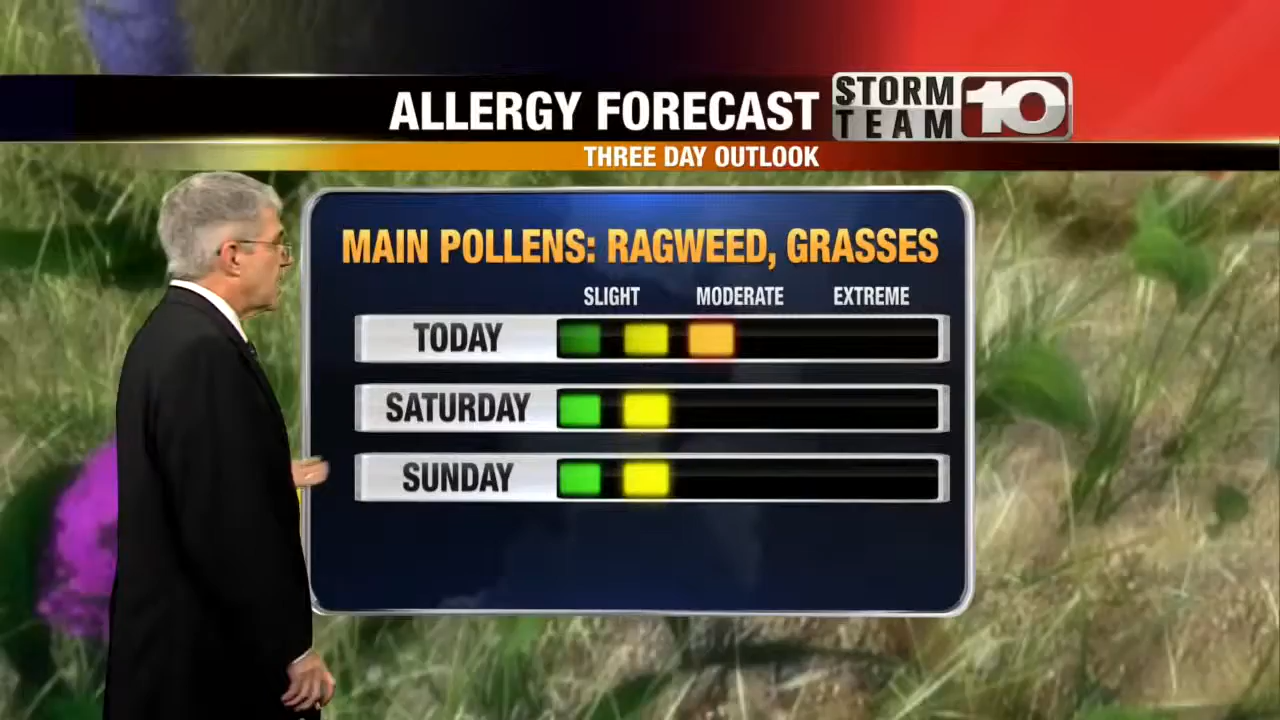 ALLERGY FORECAST
STORM TEAM 10
THREE DAY OUTLOOK
MAIN POLLENS: RAGWEED, GRASSES
SLIGHT MODERATE EXTREME
TODAY
SATURDAY
SUNDAY